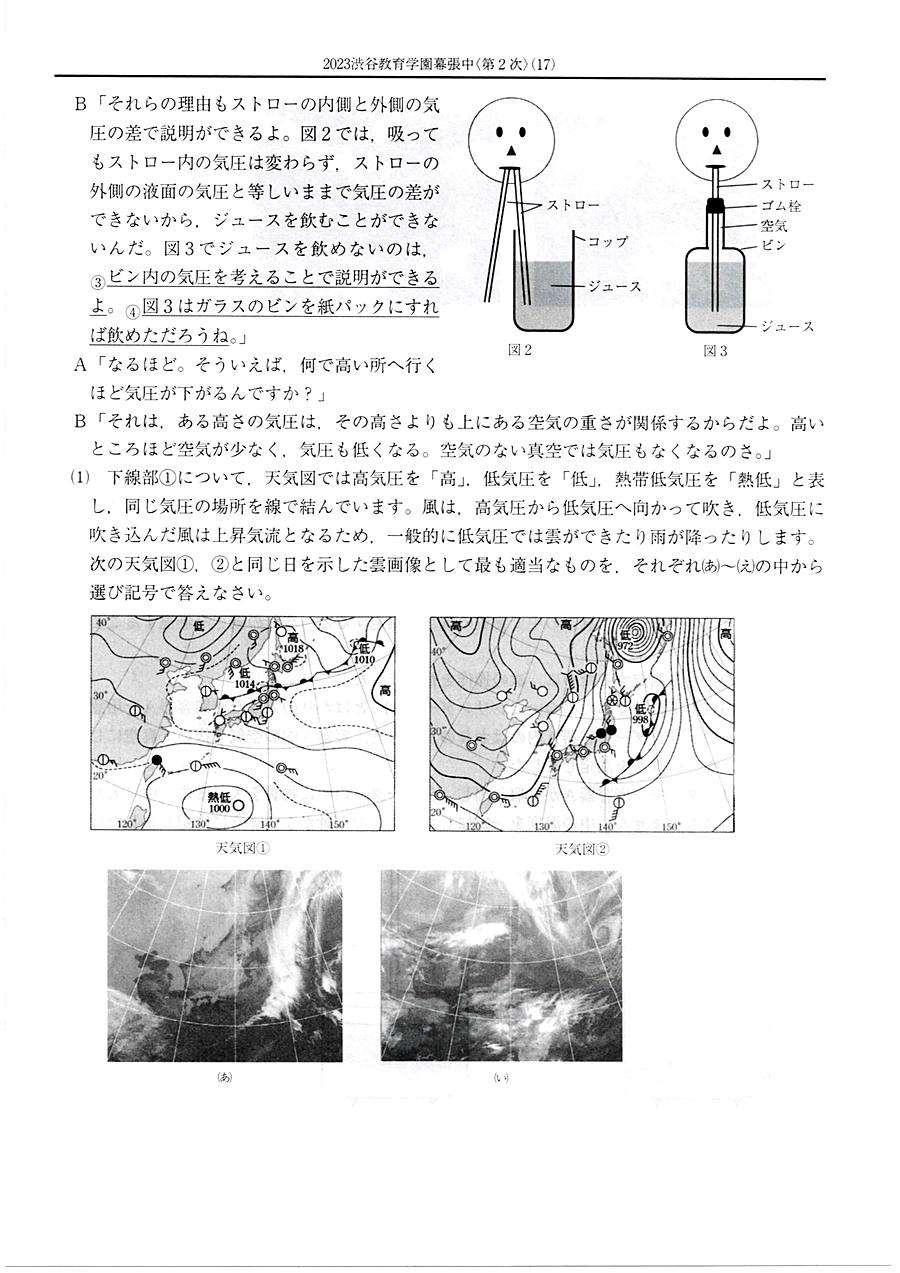 2023渋谷教育学園幕張中〈第2次〉(17)
B「それらの理由もストローの内側と外側の気
圧の差で説明ができるよ。図2では，吸って
もストロー内の気圧は変わらず，ストローの
外側の液面の気圧と等しいままで気圧の差が
できないから，ジュースを飲むことができな
いんだ。図3でジュースを飲めないのは，
③ビン内の気圧を考えることで説明ができる
よ。④図3はガラスのビンを紙パックにすれ
ば飲めただろうね。」
ストロー
コップ
ジュース
図2
ストロー
ゴム栓
空気
ビン
ジュース
図3
A「なるほど。そういえば，何で高い所へ行く
ほど気圧が下がるんですか？」
B「それは，ある高さの気圧は，その高さよりも上にある空気の重さが関係するからだよ。高い
ところほど空気が少なく，気圧も低くなる。空気のない真空では気圧もなくなるのさ。」
(1) 下線部①について，天気図では高気圧を「高」，低気圧を「低」，熱帯低気圧を「熱低」と表
し，同じ気圧の場所を線で結んでいます。風は，高気圧から低気圧へ向かって吹き，低気圧に
吹き込んだ風は上昇気流となるため，一般的に低気圧では雲ができたり雨が降ったりします。
次の天気図①，②と同じ日を示した雲画像として最も適当なものを，それぞれ(あ)～(え)の中から
選び記号で答えなさい。
40°
低
高
1018
低
1010
低
1014
高
30°
20°
熱低
1000
120°
130°
140°
150°
天気図①
高
高
低
972
高
40°
低
998
30°
20°
120°
130°
140°
150°
天気図②
(あ)
(い)